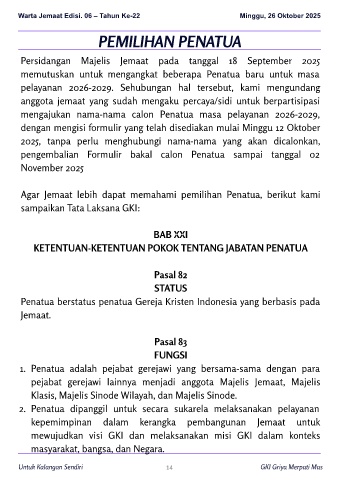 Warta Jemaat Edisi. 06 – Tahun Ke-22 Minggu, 26 Oktober 2025
PEMILIHAN PENATUA
Persidangan Majelis Jemaat pada tanggal 18 September 2025
memutuskan untuk mengangkat beberapa Penatua baru untuk masa
pelayanan 2026-2029. Sehubungan hal tersebut, kami mengundang
anggota jemaat yang sudah mengaku percaya/sidi untuk berpartisipasi
mengajukan nama-nama calon Penatua masa pelayanan 2026-2029,
dengan mengisi formulir yang telah disediakan mulai Minggu 12 Oktober
2025, tanpa perlu menghubungi nama-nama yang akan dicalonkan,
pengembalian Formulir bakal calon Penatua sampai tanggal 02
November 2025
Agar Jemaat lebih dapat memahami pemilihan Penatua, berikut kami
sampaikan Tata Laksana GKI:
BAB XXI
KETENTUAN-KETENTUAN POKOK TENTANG JABATAN PENATUA
Pasal 82
STATUS
Penatua berstatus penatua Gereja Kristen Indonesia yang berbasis pada
Jemaat.
Pasal 83
FUNGSI
1. Penatua adalah pejabat gerejawi yang bersama-sama dengan para
pejabat gerejawi lainnya menjadi anggota Majelis Jemaat, Majelis
Klasis, Majelis Sinode Wilayah, dan Majelis Sinode.
2. Penatua dipanggil untuk secara sukarela melaksanakan pelayanan
kepemimpinan dalam kerangka pembangunan Jemaat untuk
mewujudkan visi GKI dan melaksanakan misi GKI dalam konteks
masyarakat, bangsa, dan Negara.
Untuk Kalangan Sendiri 14 GKI Griya Merpati Mas